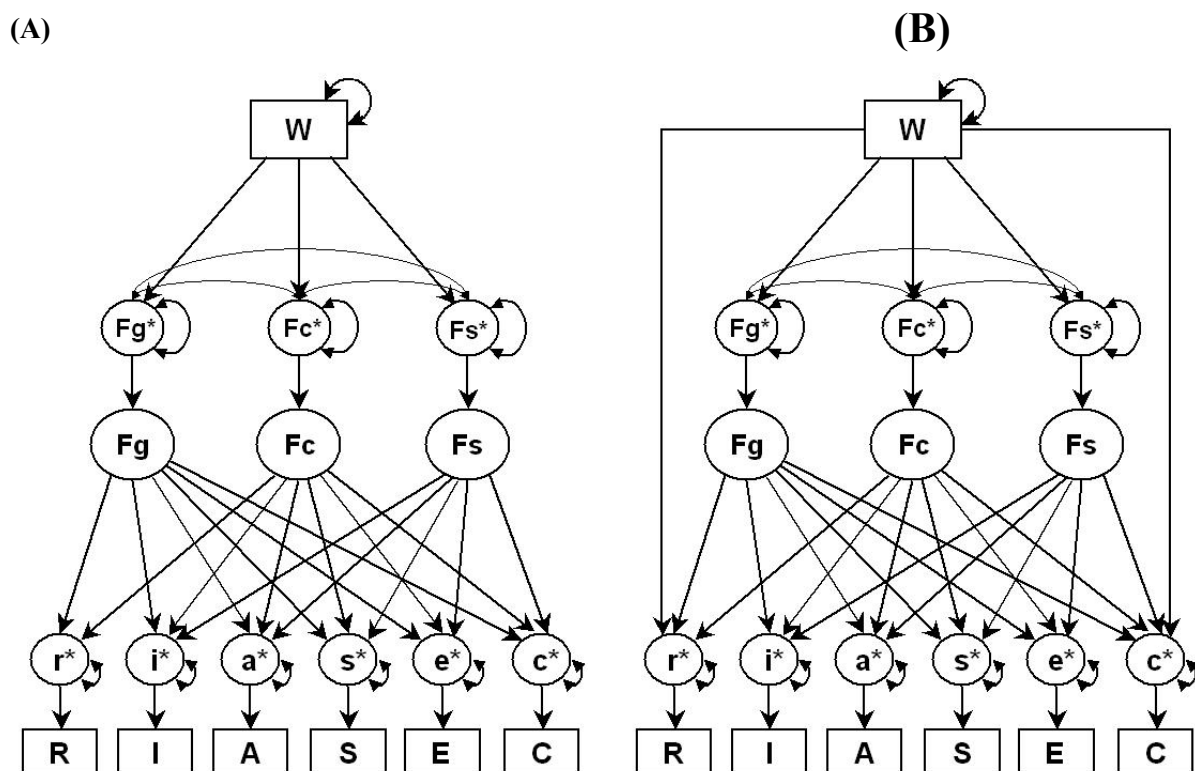 (A)
(B)
W
W
Fg* Fc* Fs*
Fg* Fc* Fs*
Fg Fc Fs
Fg Fc Fs
r* i* a* s* e* c*
r* i* a* s* e* c*
R I A S E C
R I A S E C